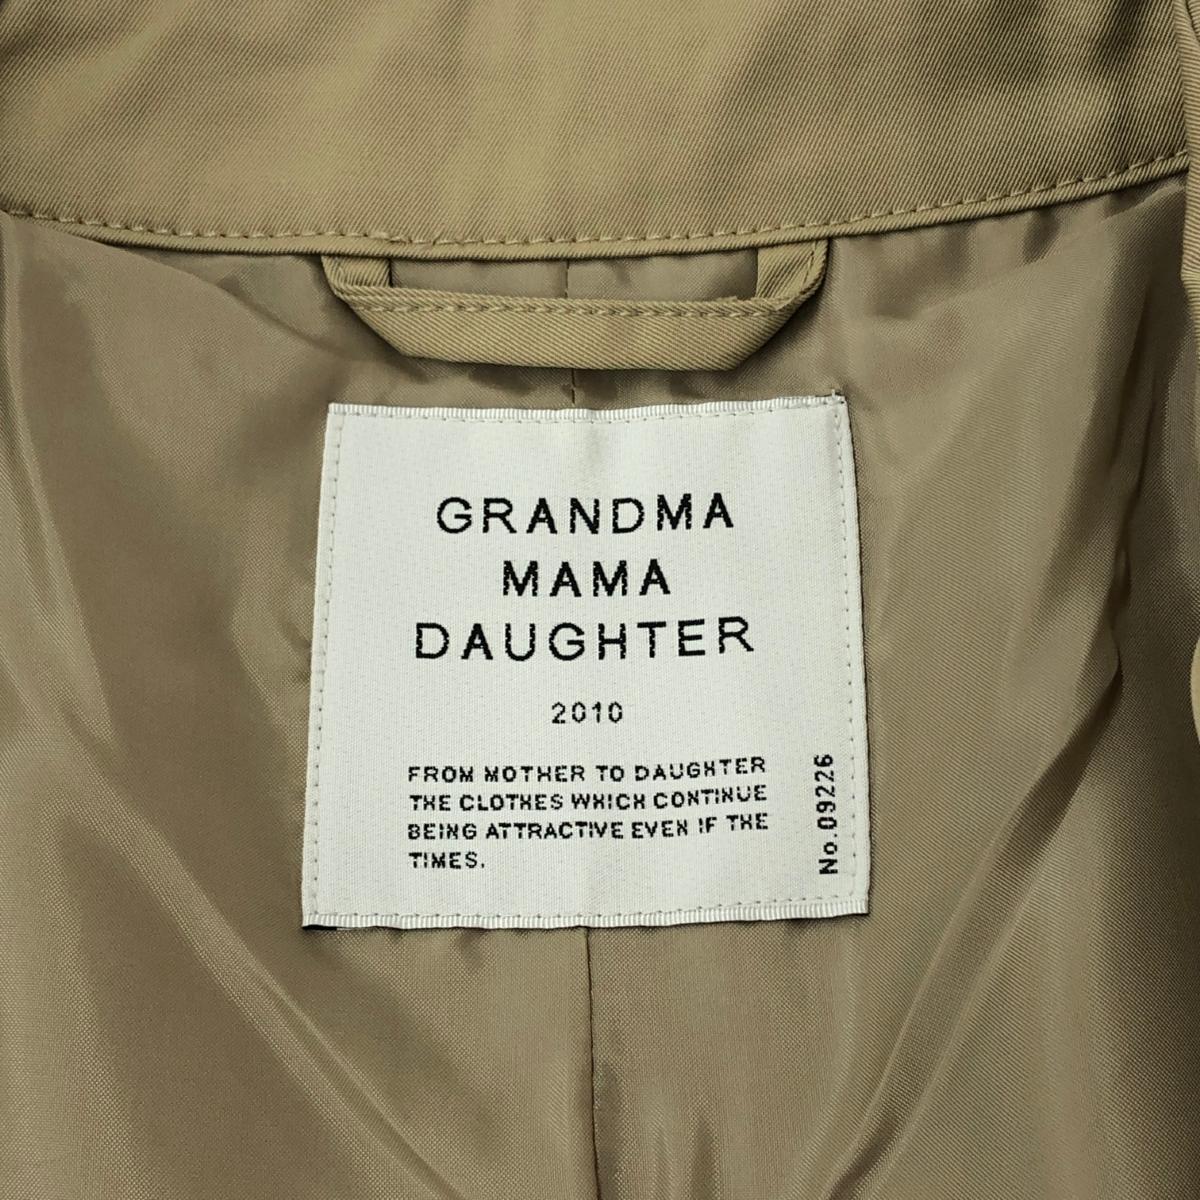 GRANDMA
MAMA
DAUGHTER
2010
FROM MOTHER TO DAUGHTER
THE CLOTHES WHICH CONTINUE
BEING ATTRACTIVE EVEN IF THE
TIMES.
No.09226